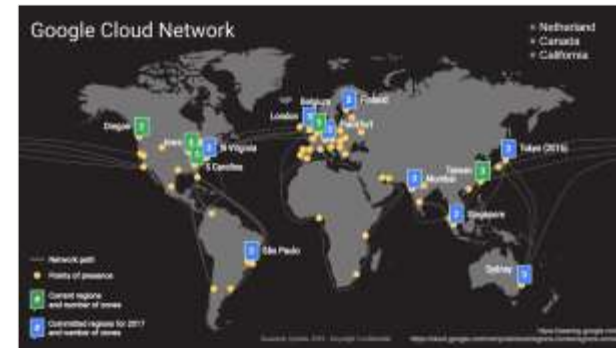 Google Cloud Network
Netherland
Canada
California
Belgium
Finland
London
Frankfurt
Oregon
Iowa
N Virginia
S Carolina
Tokyo (2016)
Taiwan
Mumbai
Singapore
São Paulo
Sydney
Network path
Points of presence
#
Current regions
and number of zones
#
Committed regions for 2017
and number of zones